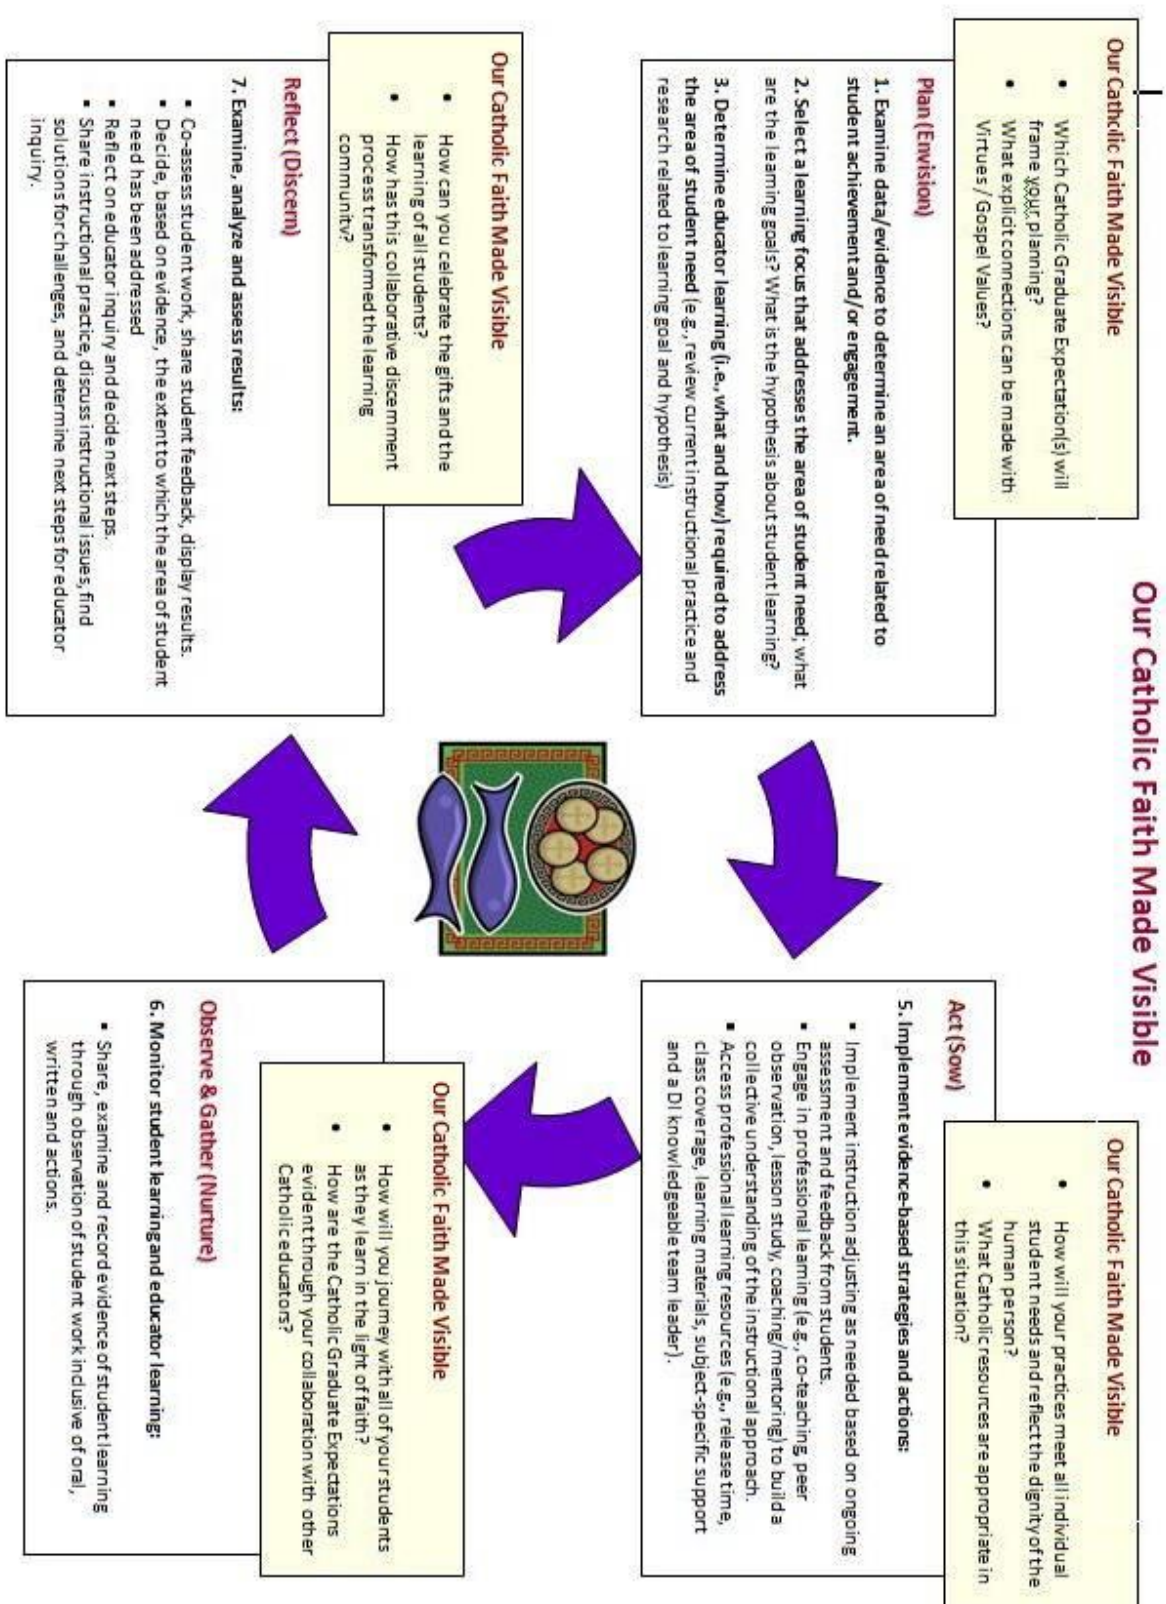 Our Catholic Faith Made Visible
Our Catholic Faith Made Visible
• Which Catholic Graduate Expectation(s) will
frame your planning?
• What explicit connections can be made with
Virtues / Gospel Values?
Plan (Envision)
1. Examine data/evidence to determine an area of need related to
student achievement and/or engagement.
2. Select a learning focus that addresses the area of student need; what
are the learning goals? What is the hypothesis about student learning?
3. Determine educator learning (i.e., what and how) required to address
the area of student need (e.g., review current instructional practice and
research related to learning goal and hypothesis)
Our Catholic Faith Made Visible
• How will your practices meet all individual
student needs and reflect the dignity of the
human person?
• What Catholic resources are appropriate in
this situation?
Act (Sow)
5. Implement evidence-based strategies and actions:
▪ Implement instruction adjusting as needed based on ongoing
assessment and feedback from students.
▪ Engage in professional learning (e.g., co-teaching, peer
observation, lesson study, coaching/mentoring) to build a
collective understanding of the instructional approach.
▪ Access professional learning resources (e.g., release time,
class coverage, learning materials, subject-specific support
and a DI knowledgeable team leader).
Our Catholic Faith Made Visible
• How can you celebrate the gifts and the
learning of all students?
• How has this collaborative discernment
process transformed the learning
community?
Reflect (Discern)
7. Examine, analyze and assess results:
▪ Co-assess student work, share student feedback, display results.
▪ Decide, based on evidence, the extent to which the area of student
need has been addressed
▪ Reflect on educator inquiry and decide next steps.
▪ Share instructional practice, discuss instructional issues, find
solutions for challenges, and determine next steps for educator
inquiry.
Our Catholic Faith Made Visible
• How will you journey with all of your students
as they learn in the light of faith?
• How are the Catholic Graduate Expectations
evident through your collaboration with other
Catholic educators?
Observe & Gather (Nurture)
6. Monitor student learning and educator learning:
▪ Share, examine and record evidence of student learning
through observation of student work inclusive of oral,
written and actions.